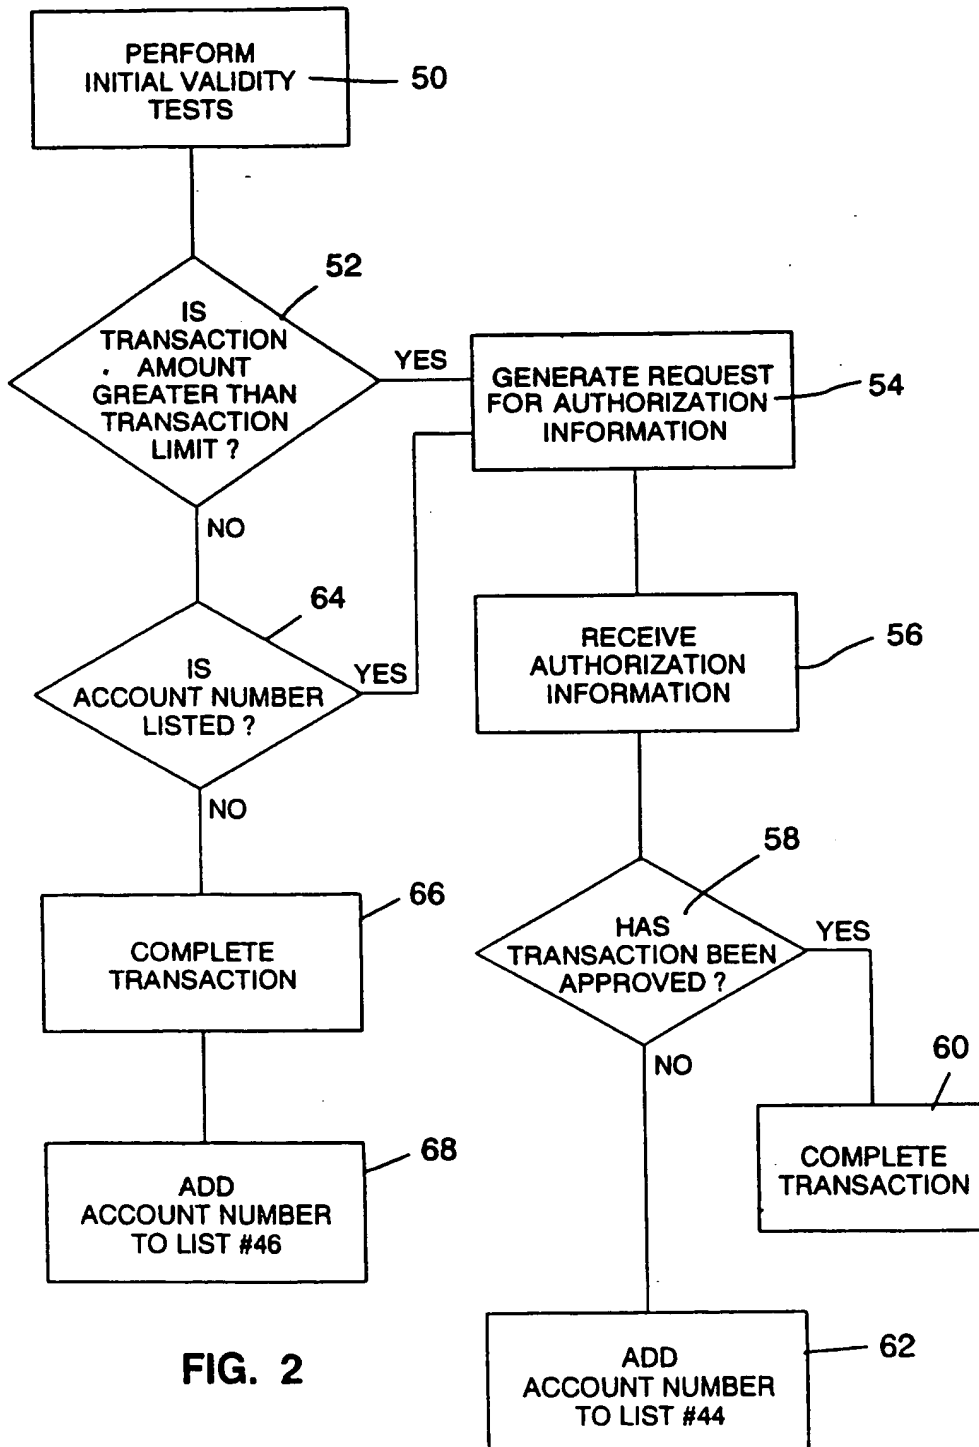 PERFORM
INITIAL VALIDITY
TESTS
50
52
IS
TRANSACTION
AMOUNT
GREATER THAN
TRANSACTION
LIMIT ?
YES
NO
GENERATE REQUEST
FOR AUTHORIZATION
INFORMATION
54
64
IS
ACCOUNT NUMBER
LISTED ?
YES
NO
RECEIVE
AUTHORIZATION
INFORMATION
56
58
HAS
TRANSACTION BEEN
APPROVED ?
YES
NO
66
COMPLETE
TRANSACTION
60
COMPLETE
TRANSACTION
68
ADD
ACCOUNT NUMBER
TO LIST #46
62
ADD
ACCOUNT NUMBER
TO LIST #44
FIG. 2